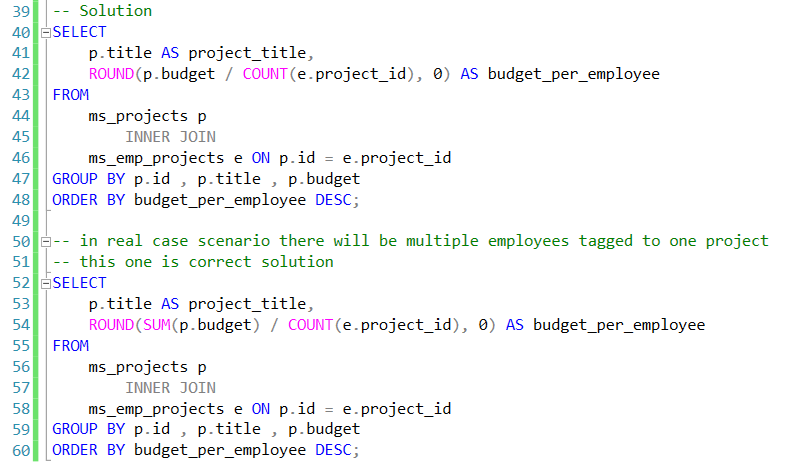 39 -- Solution
40 SELECT
41 p.title AS project_title,
42 ROUND(p.budget / COUNT(e.project_id), 0) AS budget_per_employee
43 FROM
44 ms_projects p
45 INNER JOIN
46 ms_emp_projects e ON p.id = e.project_id
47 GROUP BY p.id , p.title , p.budget
48 ORDER BY budget_per_employee DESC;
49
50 -- in real case scenario there will be multiple employees tagged to one project
51 -- this one is correct solution
52 SELECT
53 p.title AS project_title,
54 ROUND(SUM(p.budget) / COUNT(e.project_id), 0) AS budget_per_employee
55 FROM
56 ms_projects p
57 INNER JOIN
58 ms_emp_projects e ON p.id = e.project_id
59 GROUP BY p.id , p.title , p.budget
60 ORDER BY budget_per_employee DESC;